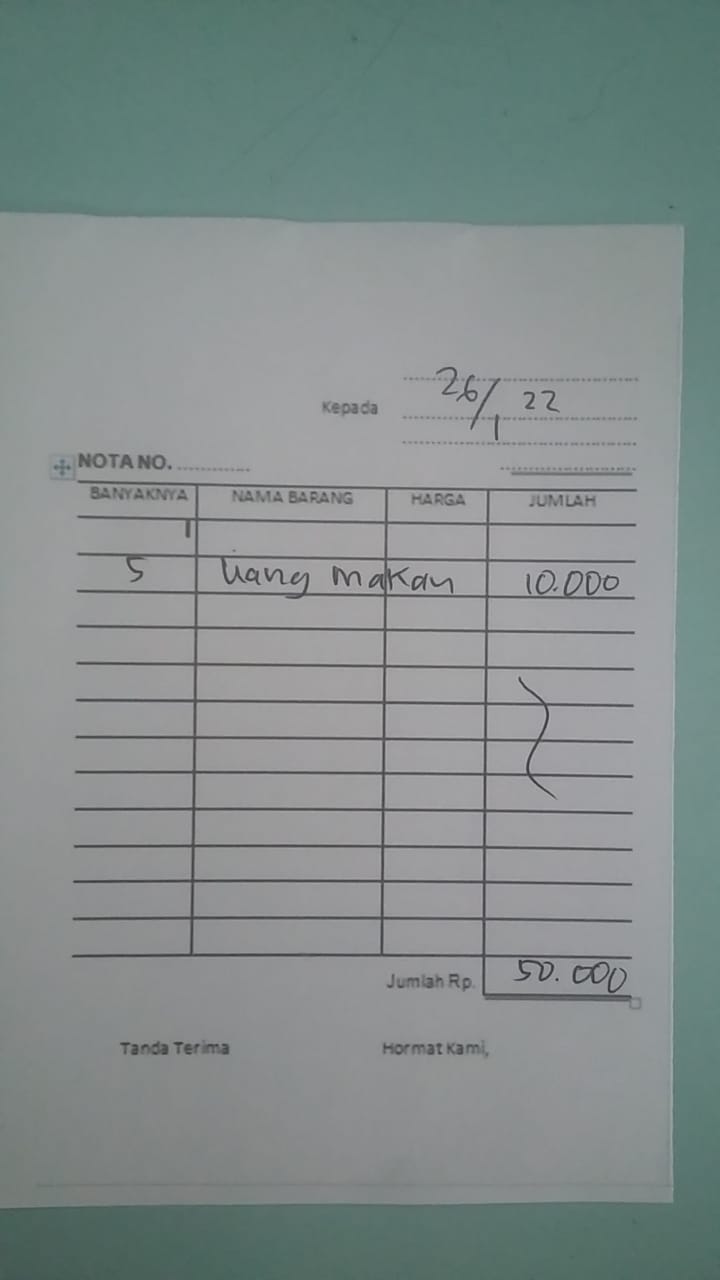 26/1 22
Kepada
NOTA NO. ............
BANYAKNYA NAMA BARANG HARGA JUMLAH
5 Uang makan 10.000
Jumlah Rp. 50.000
Tanda Terima Hormat Kami,